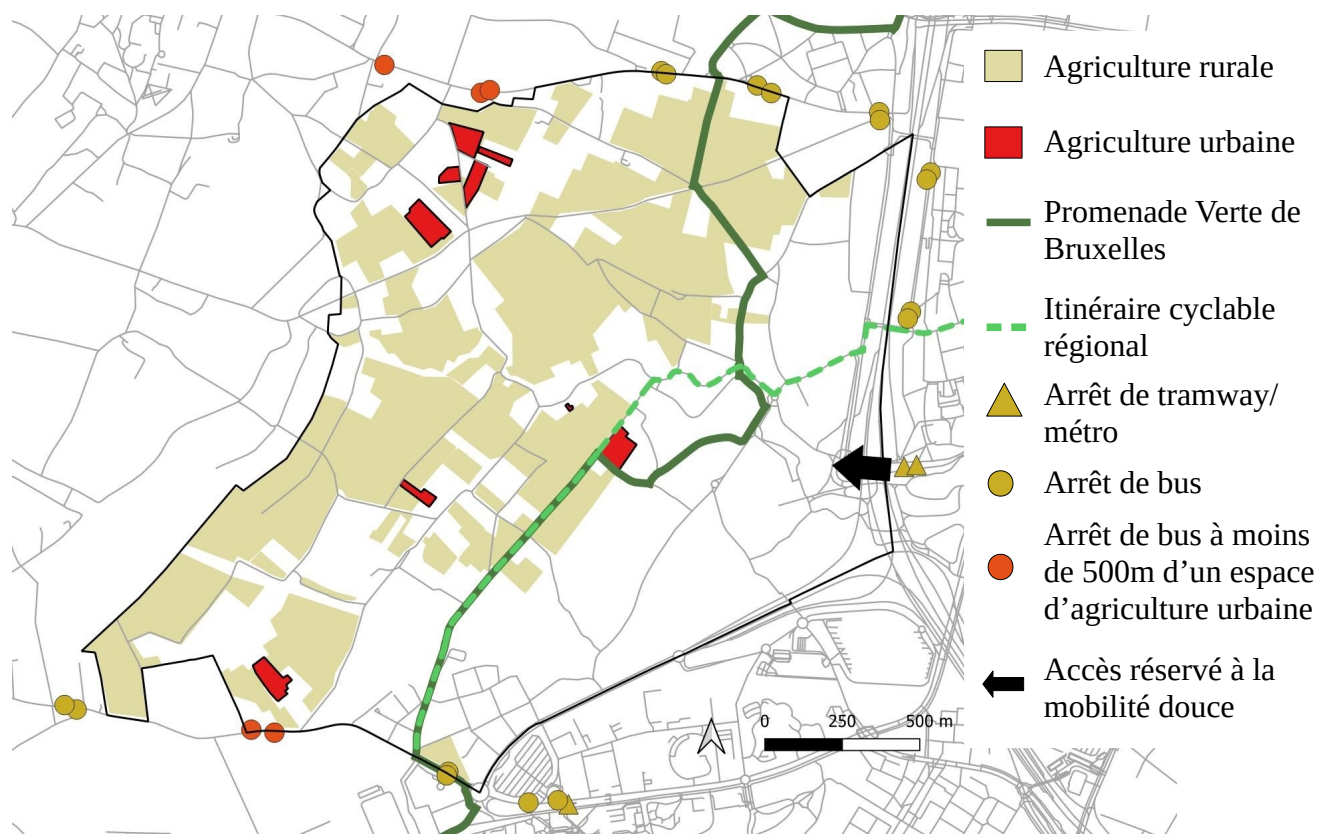 Agriculture rurale
Agriculture urbaine
Promenade Verte de
Bruxelles
Itinéraire cyclable
régional
Arrêt de tramway/
métro
Arrêt de bus
Arrêt de bus à moins
de 500m d’un espace
d’agriculture urbaine
Accès réservé à la
mobilité douce
0 250 500 m